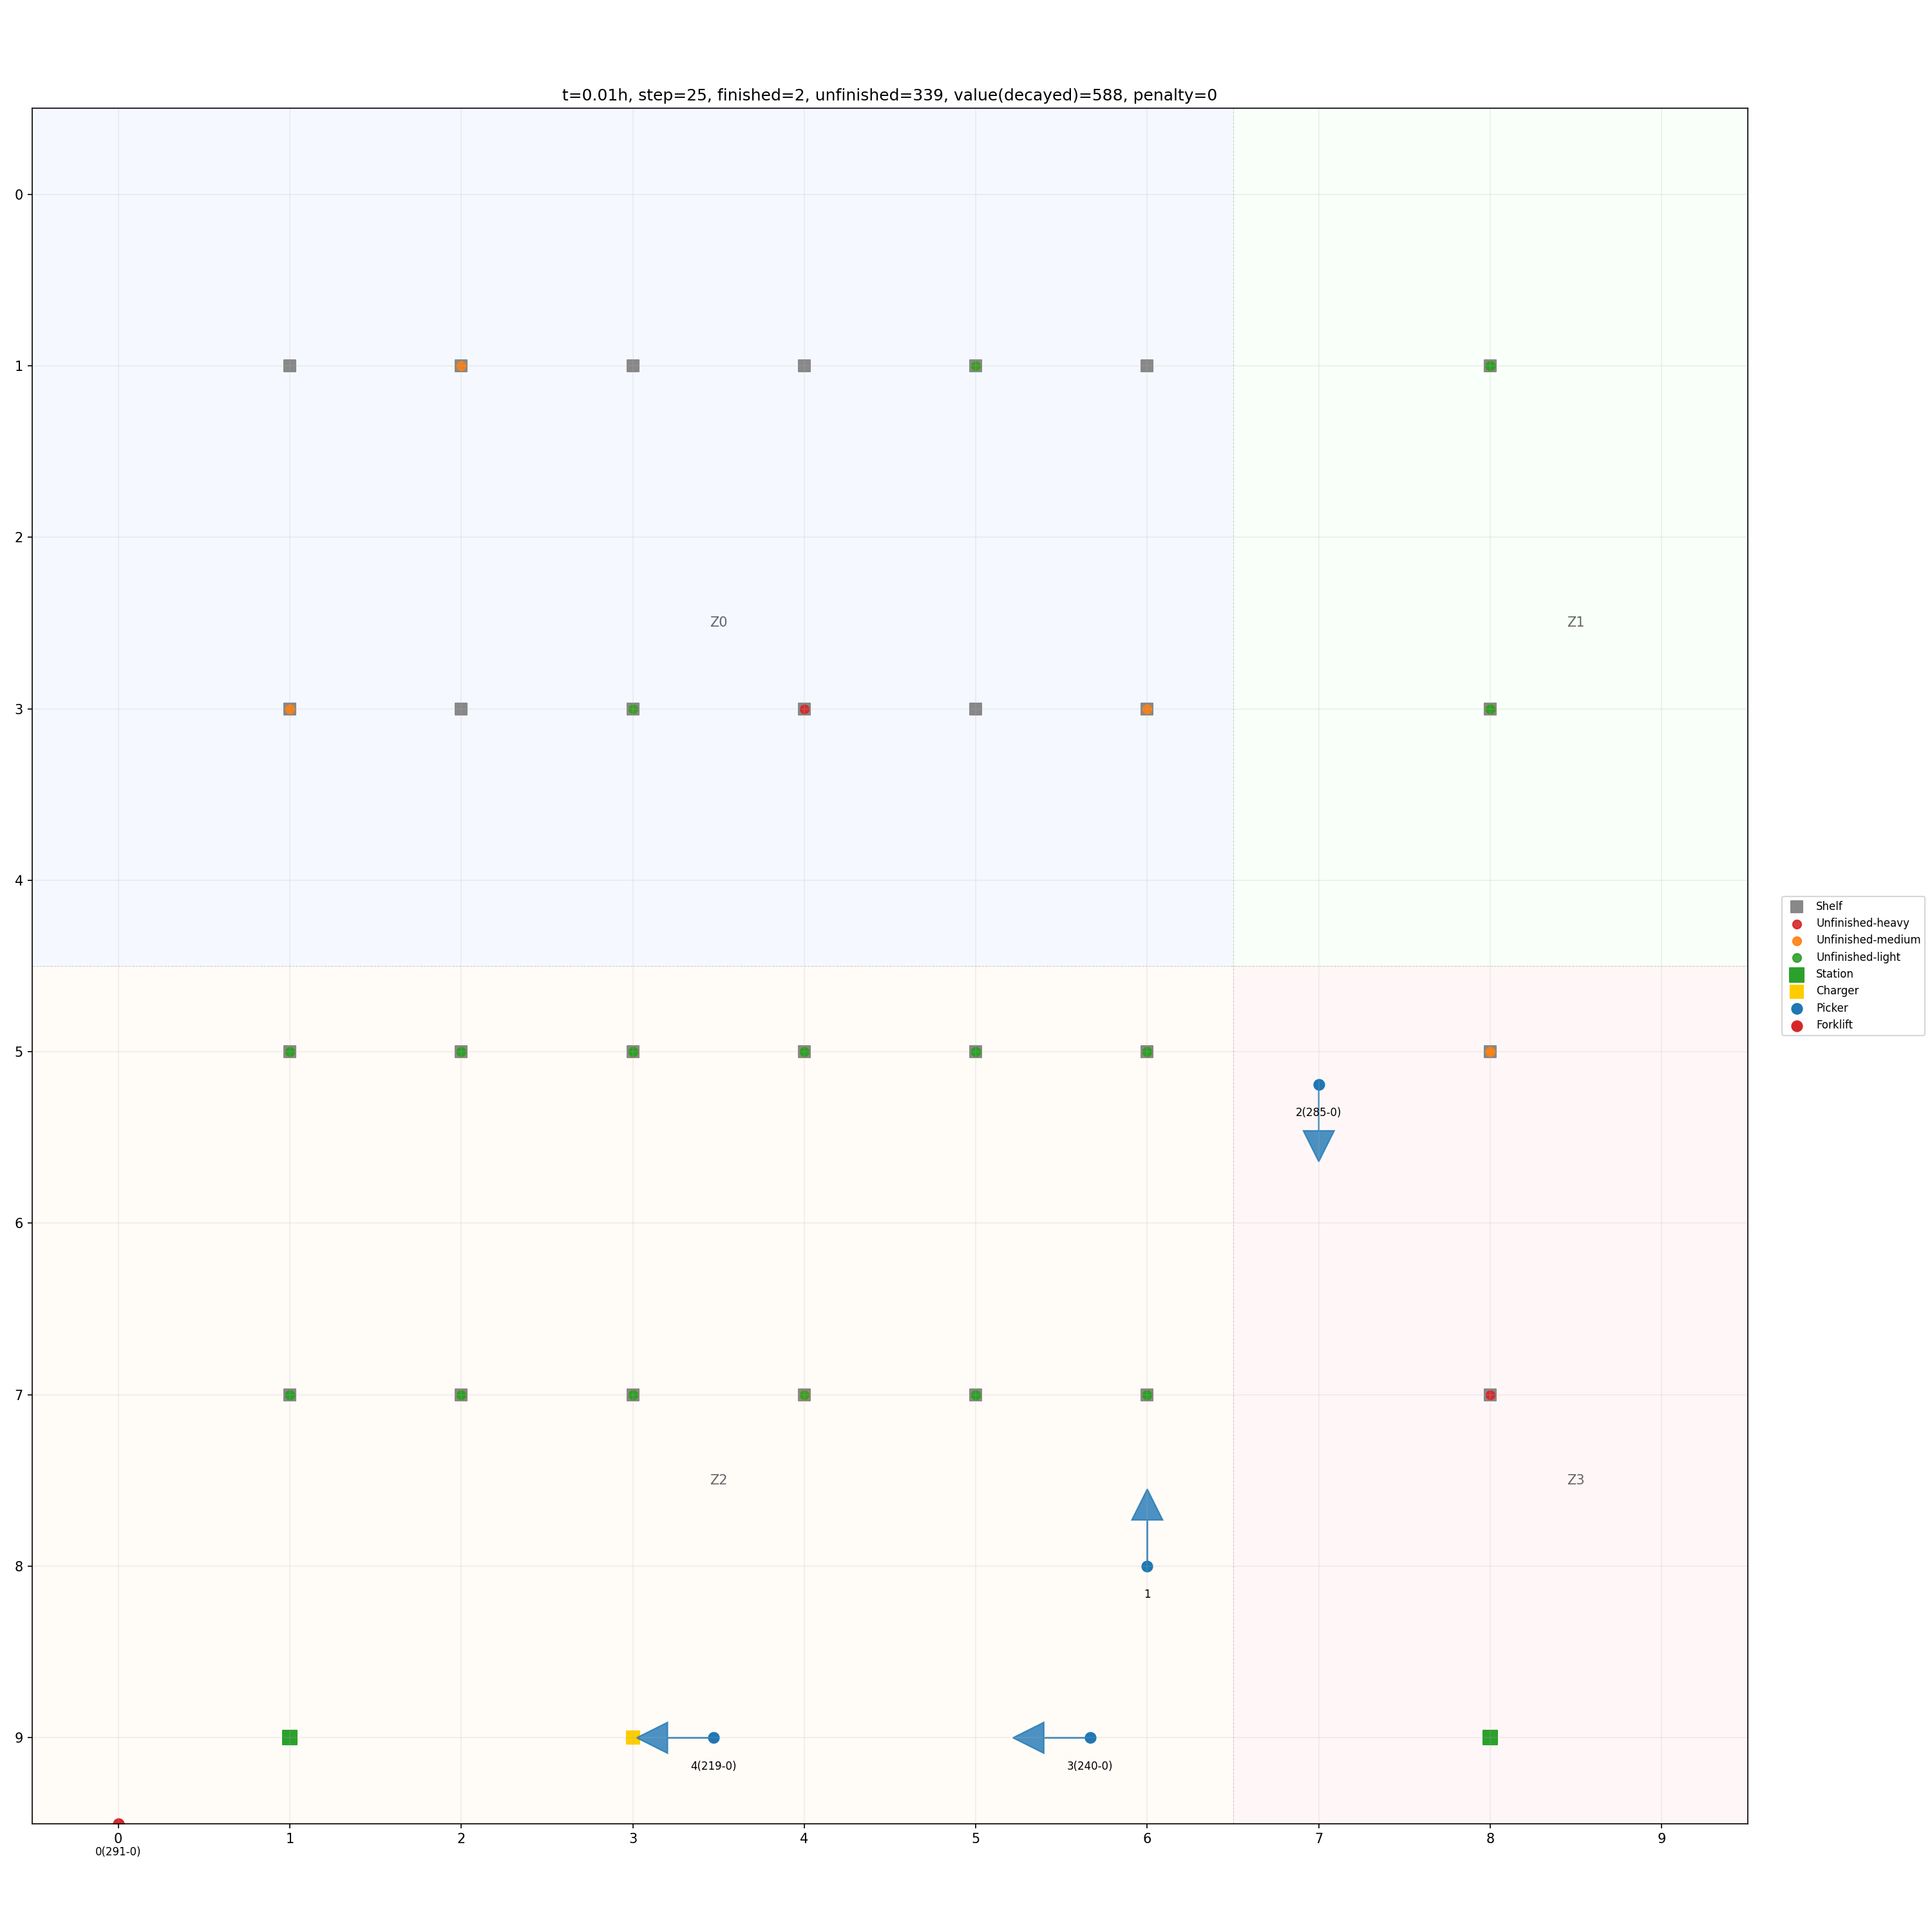 t=0.01h, step=25, finished=2, unfinished=339, value(decayed)=588, penalty=0
0
1
2
3
4
5
6
7
8
9
Z0
Z1
Z2
Z3
2(285-0)
1
4(219-0)
3(240-0)
0 1 2 3 4 5 6 7 8 9
0(291-0)
Shelf
Unfinished-heavy
Unfinished-medium
Unfinished-light
Station
Charger
Picker
Forklift